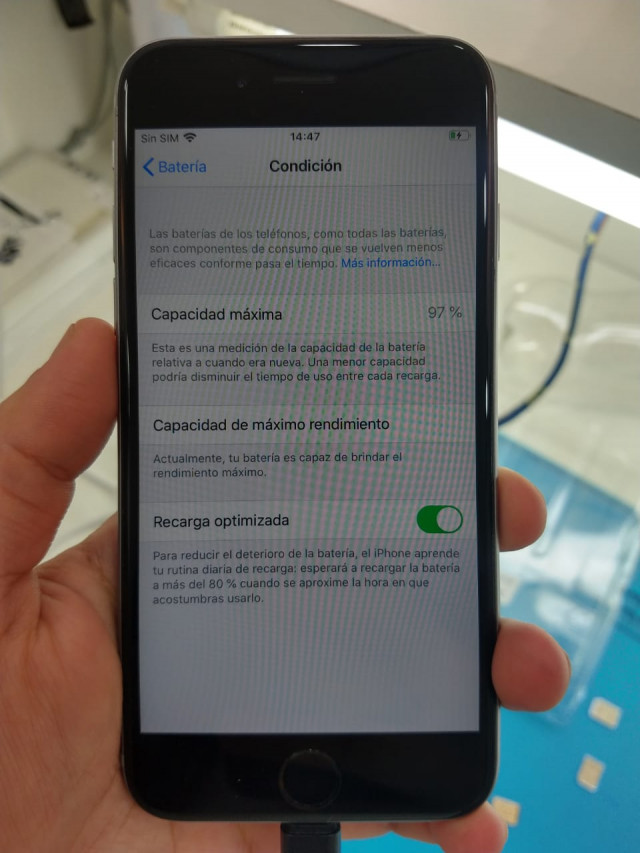 Sin SIM 14:47
Batería Condición
Las baterías de los teléfonos, como todas las baterías,
son componentes de consumo que se vuelven menos
eficaces conforme pasa el tiempo. Más información...
Capacidad máxima 97 %
Esta es una medición de la capacidad de la batería
relativa a cuando era nueva. Una menor capacidad
podría disminuir el tiempo de uso entre cada recarga.
Capacidad de máximo rendimiento
Actualmente, tu batería es capaz de brindar el
rendimiento máximo.
Recarga optimizada
Para reducir el deterioro de la batería, el iPhone aprende
tu rutina diaria de recarga: esperará a recargar la batería
a más del 80 % cuando se aproxime la hora en que
acostumbras usarlo.